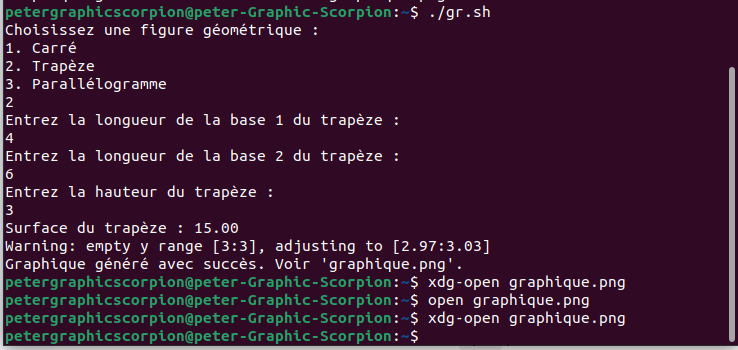 petergraphicscorpion@peter-Graphic-Scorpion:~$ ./gr.sh
Choisissez une figure géométrique :
1. Carré
2. Trapèze
3. Parallélogramme
2
Entrez la longueur de la base 1 du trapèze :
4
Entrez la longueur de la base 2 du trapèze :
6
Entrez la hauteur du trapèze :
3
Surface du trapèze : 15.00
Warning: empty y range [3:3], adjusting to [2.97:3.03]
Graphique généré avec succès. Voir 'graphique.png'.
petergraphicscorpion@peter-Graphic-Scorpion:~$ xdg-open graphique.png
petergraphicscorpion@peter-Graphic-Scorpion:~$ open graphique.png
petergraphicscorpion@peter-Graphic-Scorpion:~$ xdg-open graphique.png
petergraphicscorpion@peter-Graphic-Scorpion:~$